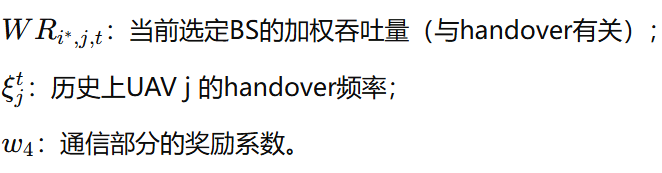 $WR_{i^*,j,t}$：当前选定BS的加权吞吐量（与handover有关）；
$\xi_j^t$：历史上UAV j 的handover频率；
$w_4$：通信部分的奖励系数。